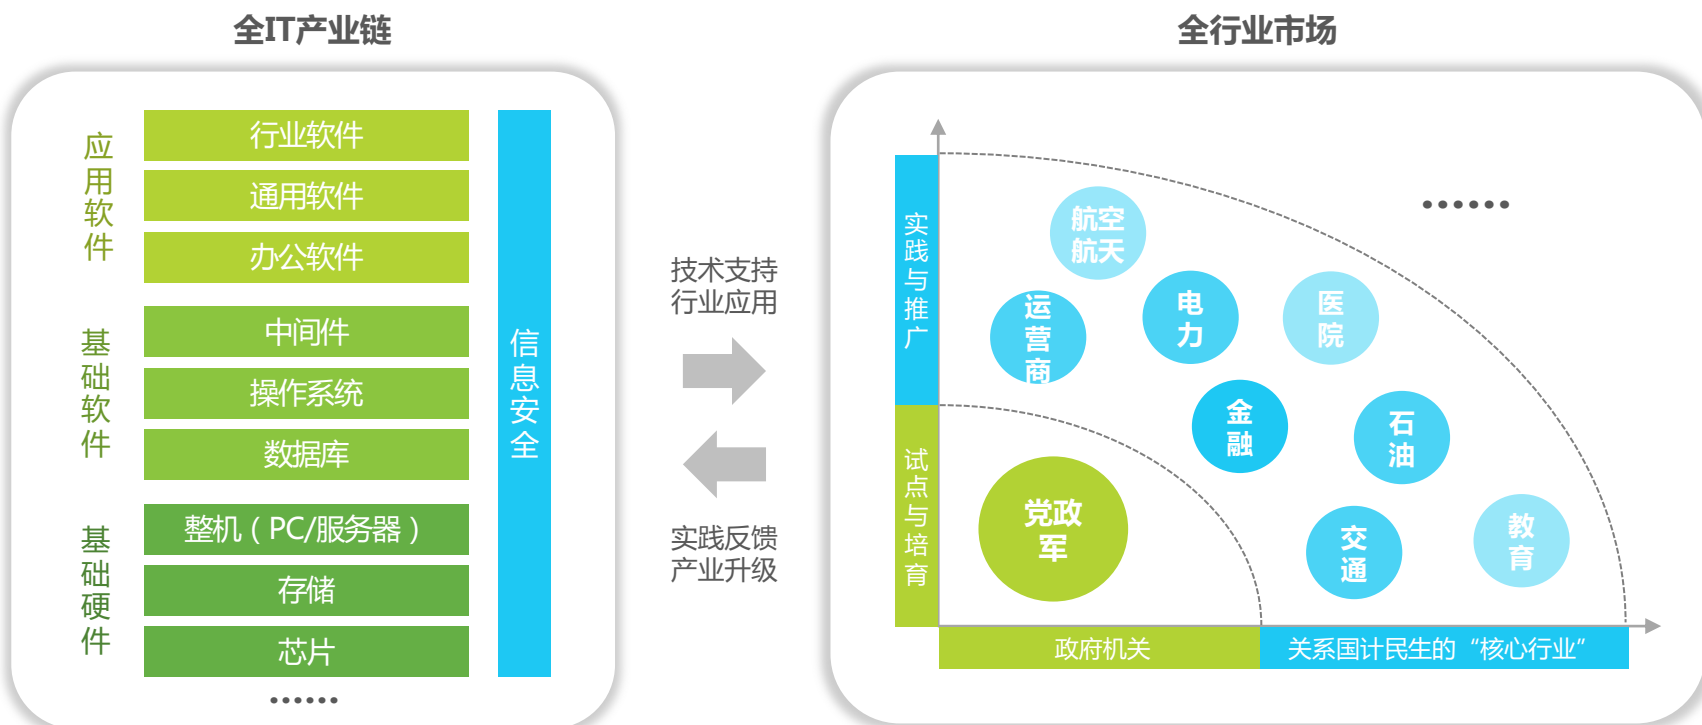 全IT产业链
应用软件
行业软件
通用软件
办公软件
基础软件
中间件
操作系统
数据库
基础硬件
整机（PC/服务器）
存储
芯片
......
信息安全
技术支持
行业应用
实践反馈
产业升级
全行业市场
实践与推广
试点与培育
航空
航天
运
营
商
电
力
医
院
金
融
石
油
交
通
教
育
党政
军
......
政府机关
关系国计民生的“核心行业”